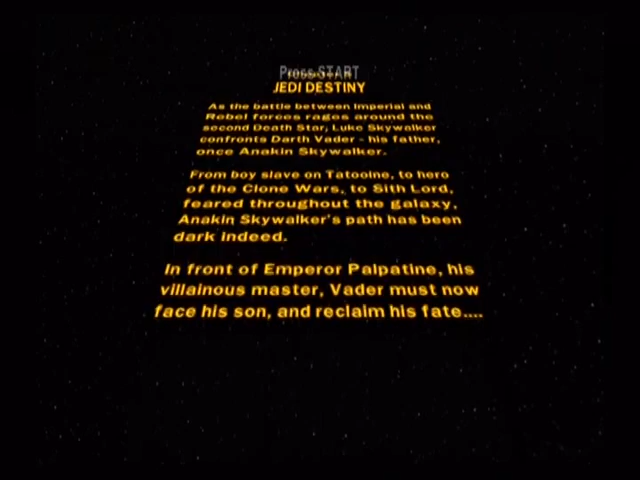 Press START
JEDI DESTINY
As the battle between Imperial and
Rebel forces rages around the
second Death Star, Luke Skywalker
confronts Darth Vader - his father,
once Anakin Skywalker.
From boy slave on Tatooine, to hero
of the Clone Wars, to Sith Lord,
feared throughout the galaxy,
Anakin Skywalker's path has been
dark indeed.
In front of Emperor Palpatine, his
villainous master, Vader must now
face his son, and reclaim his fate....